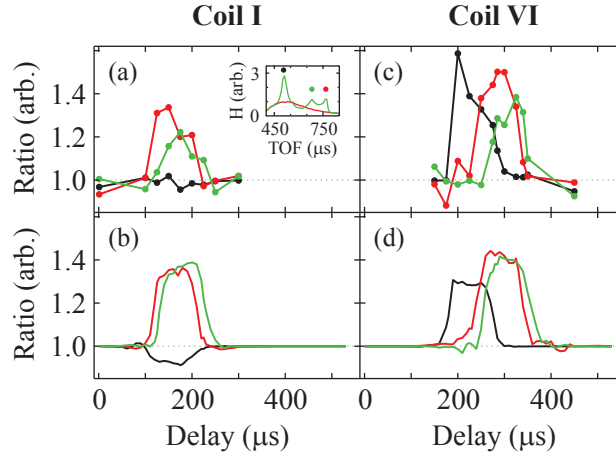 Coil I
Coil VI
(a)
(c)
Ratio (arb.)
1.4
1.2
1.0
H (arb.)
3
0
450
750
TOF (μs)
(b)
(d)
Ratio (arb.)
1.4
1.2
1.0
0
200
400
0
200
400
Delay (μs)
Delay (μs)